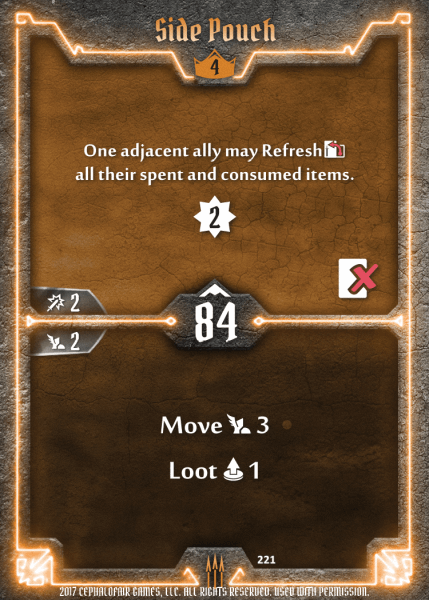 Side Pouch
4
One adjacent ally may Refresh
all their spent and consumed items.
2
2
84
2
Move 3
Loot 1
221
2017 CEPHALOFAIR GAMES, LLC. ALL RIGHTS RESERVED. USED WITH PERMISSION.